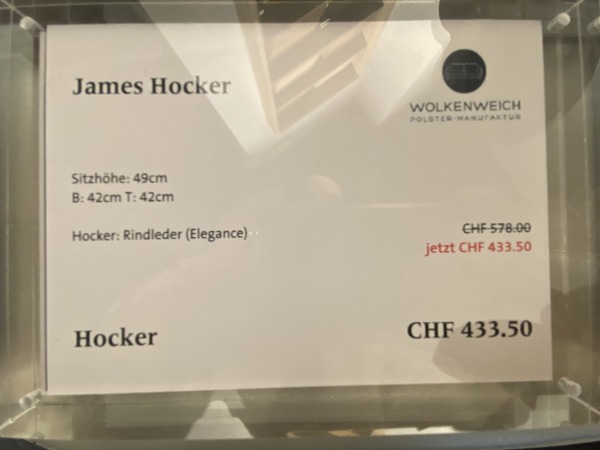 James Hocker
WOLKENWEICH
POLSTER-MANUFAKTUR
Sitzhöhe: 49cm
B: 42cm T: 42cm
Hocker: Rindleder (Elegance)
CHF 578.00
jetzt CHF 433.50
Hocker
CHF 433.50